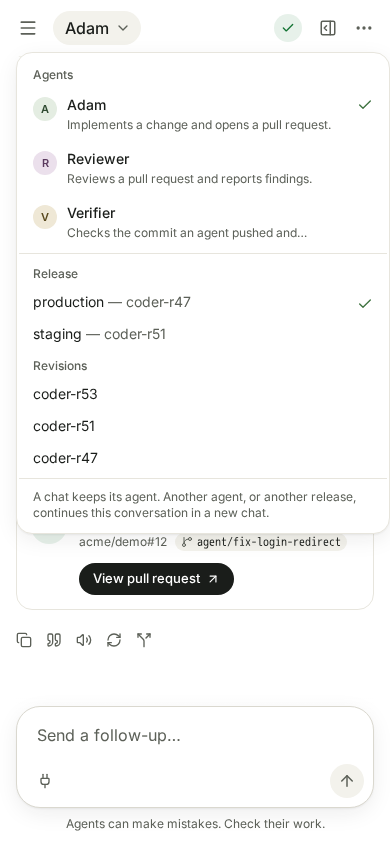 Adam
Agents
A
Adam
Implements a change and opens a pull request.
R
Reviewer
Reviews a pull request and reports findings.
V
Verifier
Checks the commit an agent pushed and...
Release
production — coder-r47
staging — coder-r51
Revisions
coder-r53
coder-r51
coder-r47
A chat keeps its agent. Another agent, or another release,
continues this conversation in a new chat.
acme/demo#12 agent/fix-login-redirect
View pull request
Send a follow-up...
Agents can make mistakes. Check their work.